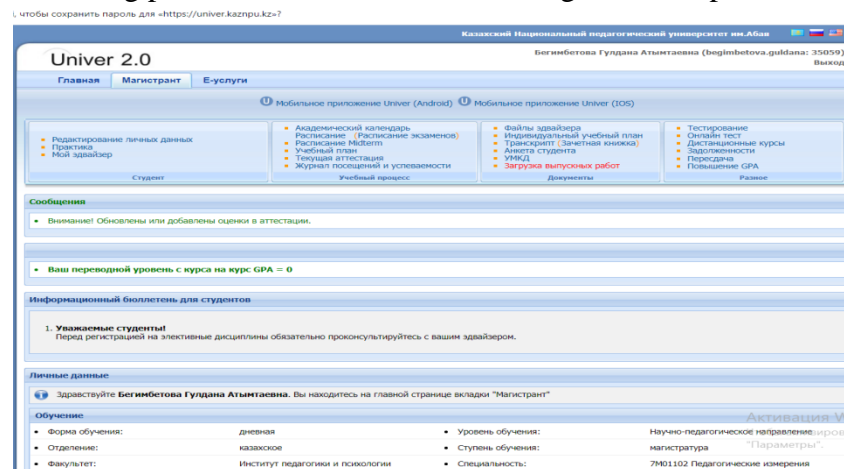 чтобы сохранить пароль для «https://univer.kaznpu.kz»?
Казахский Национальный педагогический университет им.Абая
Univer 2.0
Бегимбетова Гулдана Атымтаевна (begimbetova.guldana: 35059)
Выход
Главная Магистрант Е-услуги
Мобильное приложение Univer (Android) Мобильное приложение Univer (IOS)
Редактирование личных данных
Практика
Мой эдвайзер
Студент
Академический календарь
Расписание (Расписание экзаменов)
Расписание Midterm
Учебный план
Текущая аттестация
Журнал посещений и успеваемости
Учебный процесс
Файлы эдвайзера
Индивидуальный учебный план
Транскрипт (Зачетная книжка)
Анкета студента
УМКД
Загрузка выпускных работ
Документы
Тестирование
Онлайн тест
Дистанционные курсы
Задолженности
Пересдача
Повышение GPA
Разное
Сообщения
Внимание! Обновлены или добавлены оценки в аттестации.
Ваш переводной уровень с курса на курс GPA = 0
Информационный бюллетень для студентов
1. Уважаемые студенты!
Перед регистрацией на элективные дисциплины обязательно проконсультируйтесь с вашим эдвайзером.
Личные данные
Здравствуйте Бегимбетова Гулдана Атымтаевна. Вы находитесь на главной странице вкладки "Магистрант"
Обучение
Активация
Форма обучения: дневная Уровень обучения: Научно-педагогическое направление
Отделение: казахское Ступень обучения: магистратура
"Параметры".
Факультет: Институт педагогики и психологии Специальность: 7M01102 Педагогические измерения